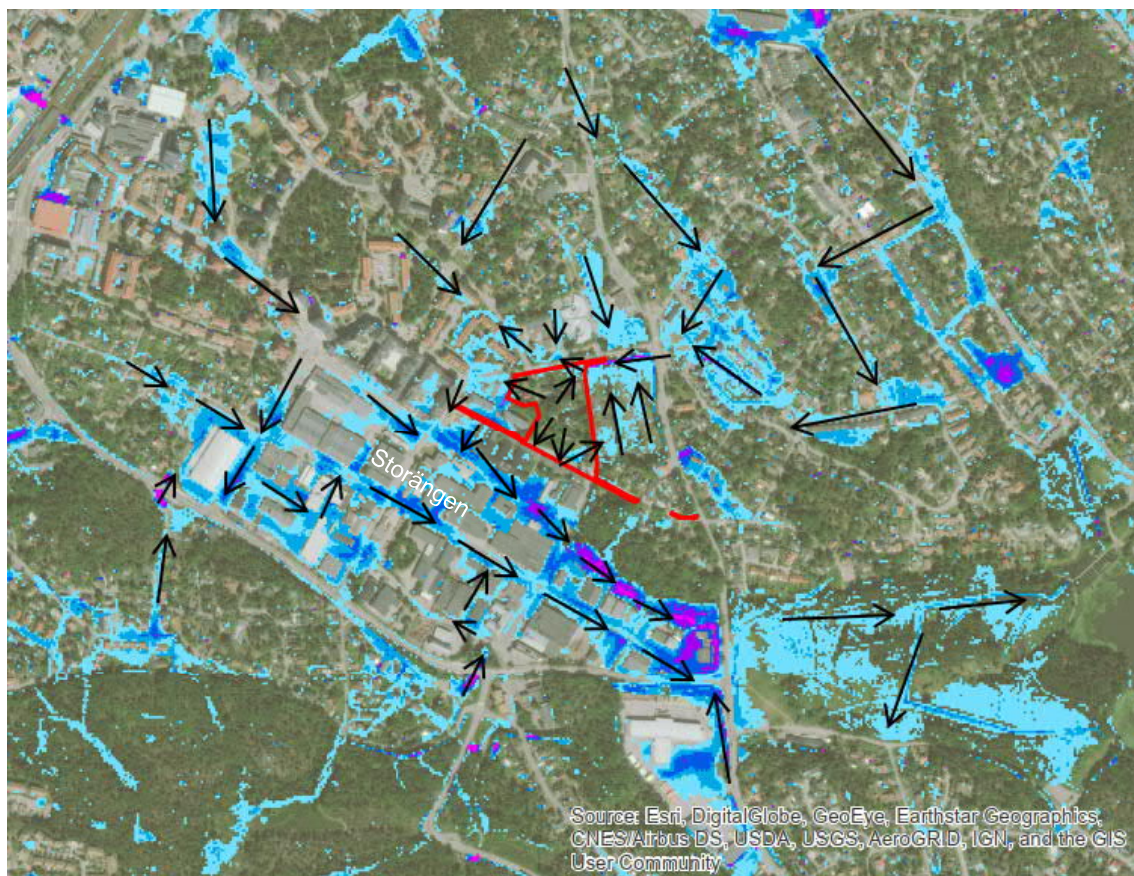 Storängen
Source: Esri, DigitalGlobe, GeoEye, Earthstar Geographics,
CNES/Airbus DS, USDA, USGS, AeroGRID, IGN, and the GIS
User Community